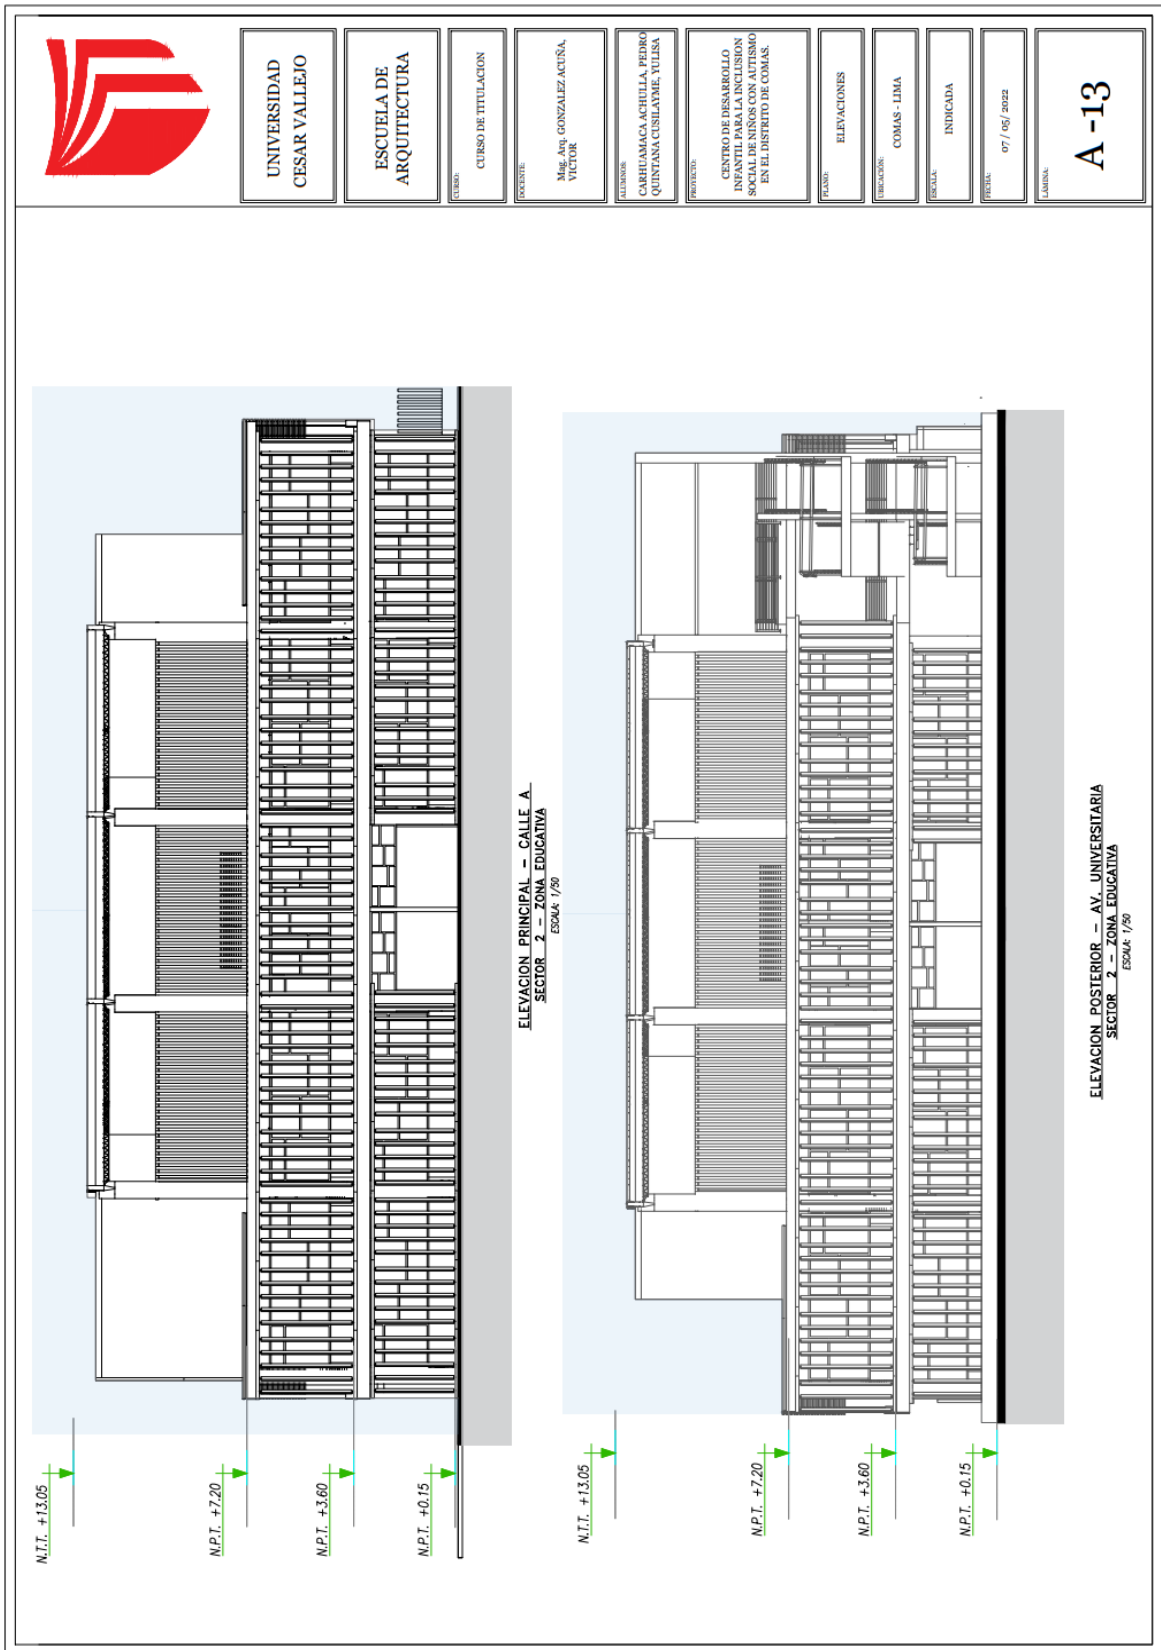 UNIVERSIDAD
CESAR VALLEJO
ESCUELA DE
ARQUITECTURA
CURSO:
CURSO DE TITULACION
DOCENTE:
Mag. Arq. GONZALEZ ACUÑA,
VICTOR
ALUMNOS:
CARHUAMACA ACHULLA, PEDRO
QUINTANA CUSILAYME, YULISA
PROYECTO:
CENTRO DE DESARROLLO
INFANTIL PARA LA INCLUSION
SOCIAL DE NIÑOS CON AUTISMO
EN EL DISTRITO DE COMAS.
PLANO:
ELEVACIONES
UBICACIÓN:
COMAS - LIMA
ESCALA:
INDICADA
FECHA:
07 / 05/ 2022
LÁMINA:
A -13
N.T.T. +13.05
N.P.T. +7.20
N.P.T. +3.60
N.P.T. +0.15
ELEVACION PRINCIPAL - CALLE A
SECTOR 2 - ZONA EDUCATIVA
ESCALA: 1/50
N.T.T. +13.05
N.P.T. +7.20
N.P.T. +3.60
N.P.T. +0.15
ELEVACION POSTERIOR - AV. UNIVERSITARIA
SECTOR 2 - ZONA EDUCATIVA
ESCALA: 1/50